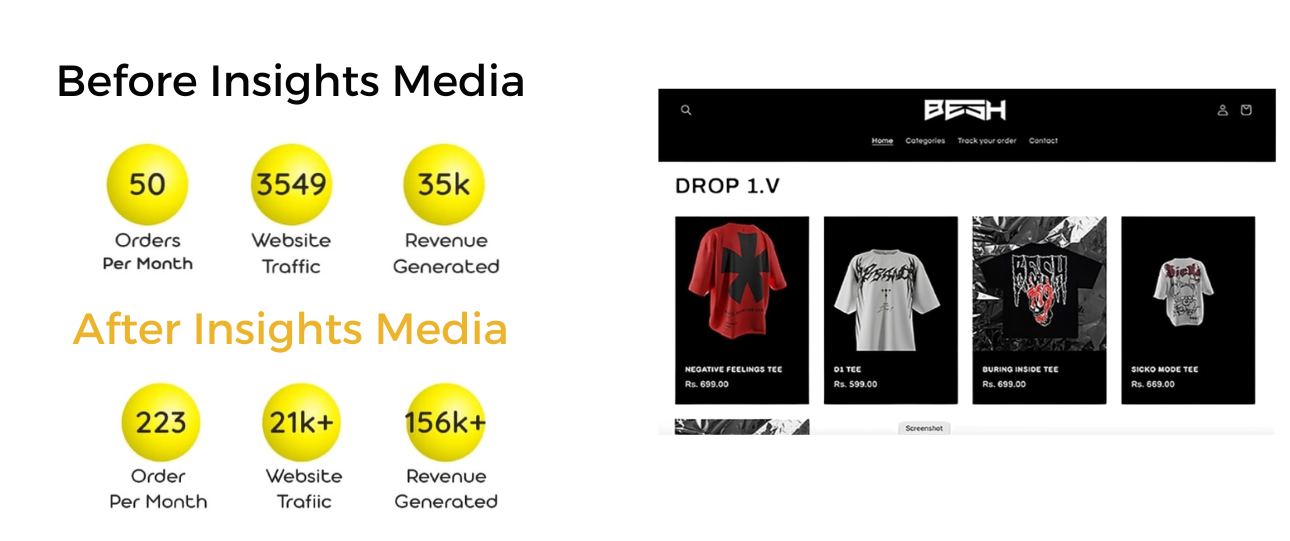 Before Insights Media
50
3549
35k
Orders
Per Month
Website
Traffic
Revenue
Generated
After Insights Media
223
21k+
156k+
Order
Per Month
Website
Trafiic
Revenue
Generated
BESH
Home Categories Track your order Contact
DROP 1.V
BESH
NEGATIVE FEELINGS TEE
Rs. 699.00
D1 TEE
Rs. 599.00
BURING INSIDE TEE
Rs. 699.00
SICKO MODE TEE
Rs. 669.00
Screenshot